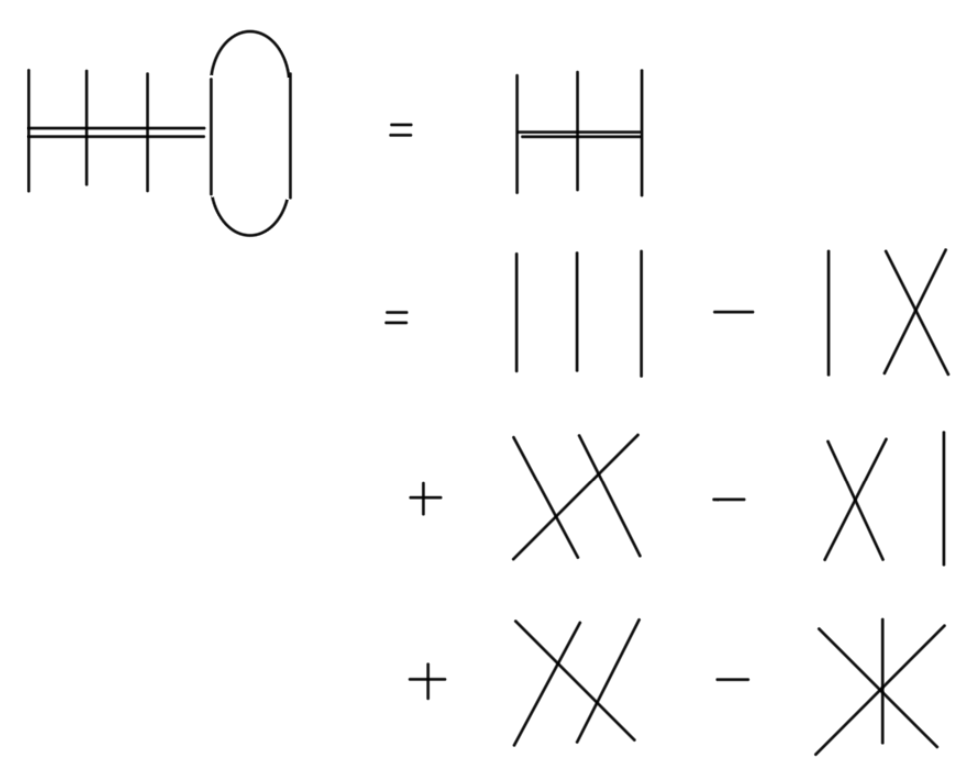 =
= −
+ −
+ −